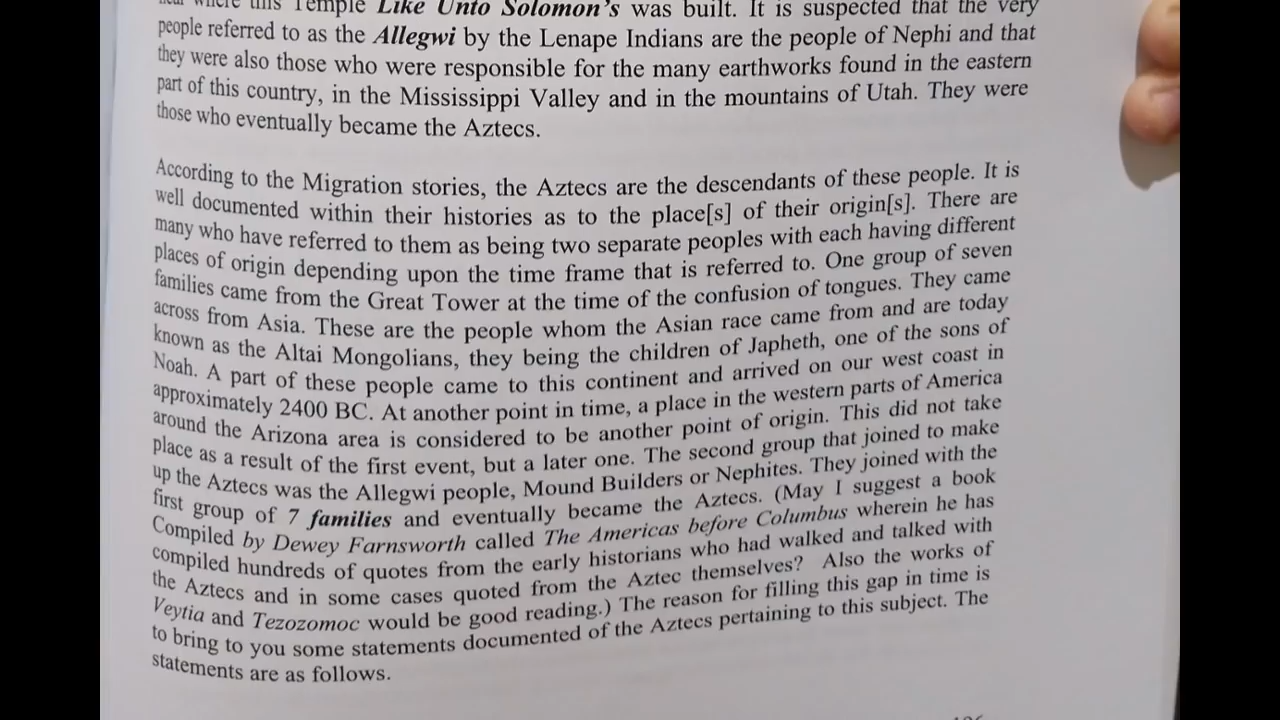 where this Temple Like Unto Solomon's was built. It is suspected that the very
people referred to as the Allegwi by the Lenape Indians are the people of Nephi and that
they were also those who were responsible for the many earthworks found in the eastern
part of this country, in the Mississippi Valley and in the mountains of Utah. They were
those who eventually became the Aztecs.
According to the Migration stories, the Aztecs are the descendants of these people. It is
well documented within their histories as to the place[s] of their origin[s]. There are
many who have referred to them as being two separate peoples with each having different
places of origin depending upon the time frame that is referred to. One group of seven
families came from the Great Tower at the time of the confusion of tongues. They came
across from Asia. These are the people whom the Asian race came from and are today
known as the Altai Mongolians, they being the children of Japheth, one of the sons of
Noah. A part of these people came to this continent and arrived on our west coast in
approximately 2400 BC. At another point in time, a place in the western parts of America
around the Arizona area is considered to be another point of origin. This did not take
place as a result of the first event, but a later one. The second group that joined to make
up the Aztecs was the Allegwi people, Mound Builders or Nephites. They joined with the
first group of 7 families and eventually became the Aztecs. (May I suggest a book
Compiled by Dewey Farnsworth called The Americas before Columbus wherein he has
compiled hundreds of quotes from the early historians who had walked and talked with
the Aztecs and in some cases quoted from the Aztec themselves? Also the works of
Veytia and Tezozomoc would be good reading.) The reason for filling this gap in time is
to bring to you some statements documented of the Aztecs pertaining to this subject. The
statements are as follows.